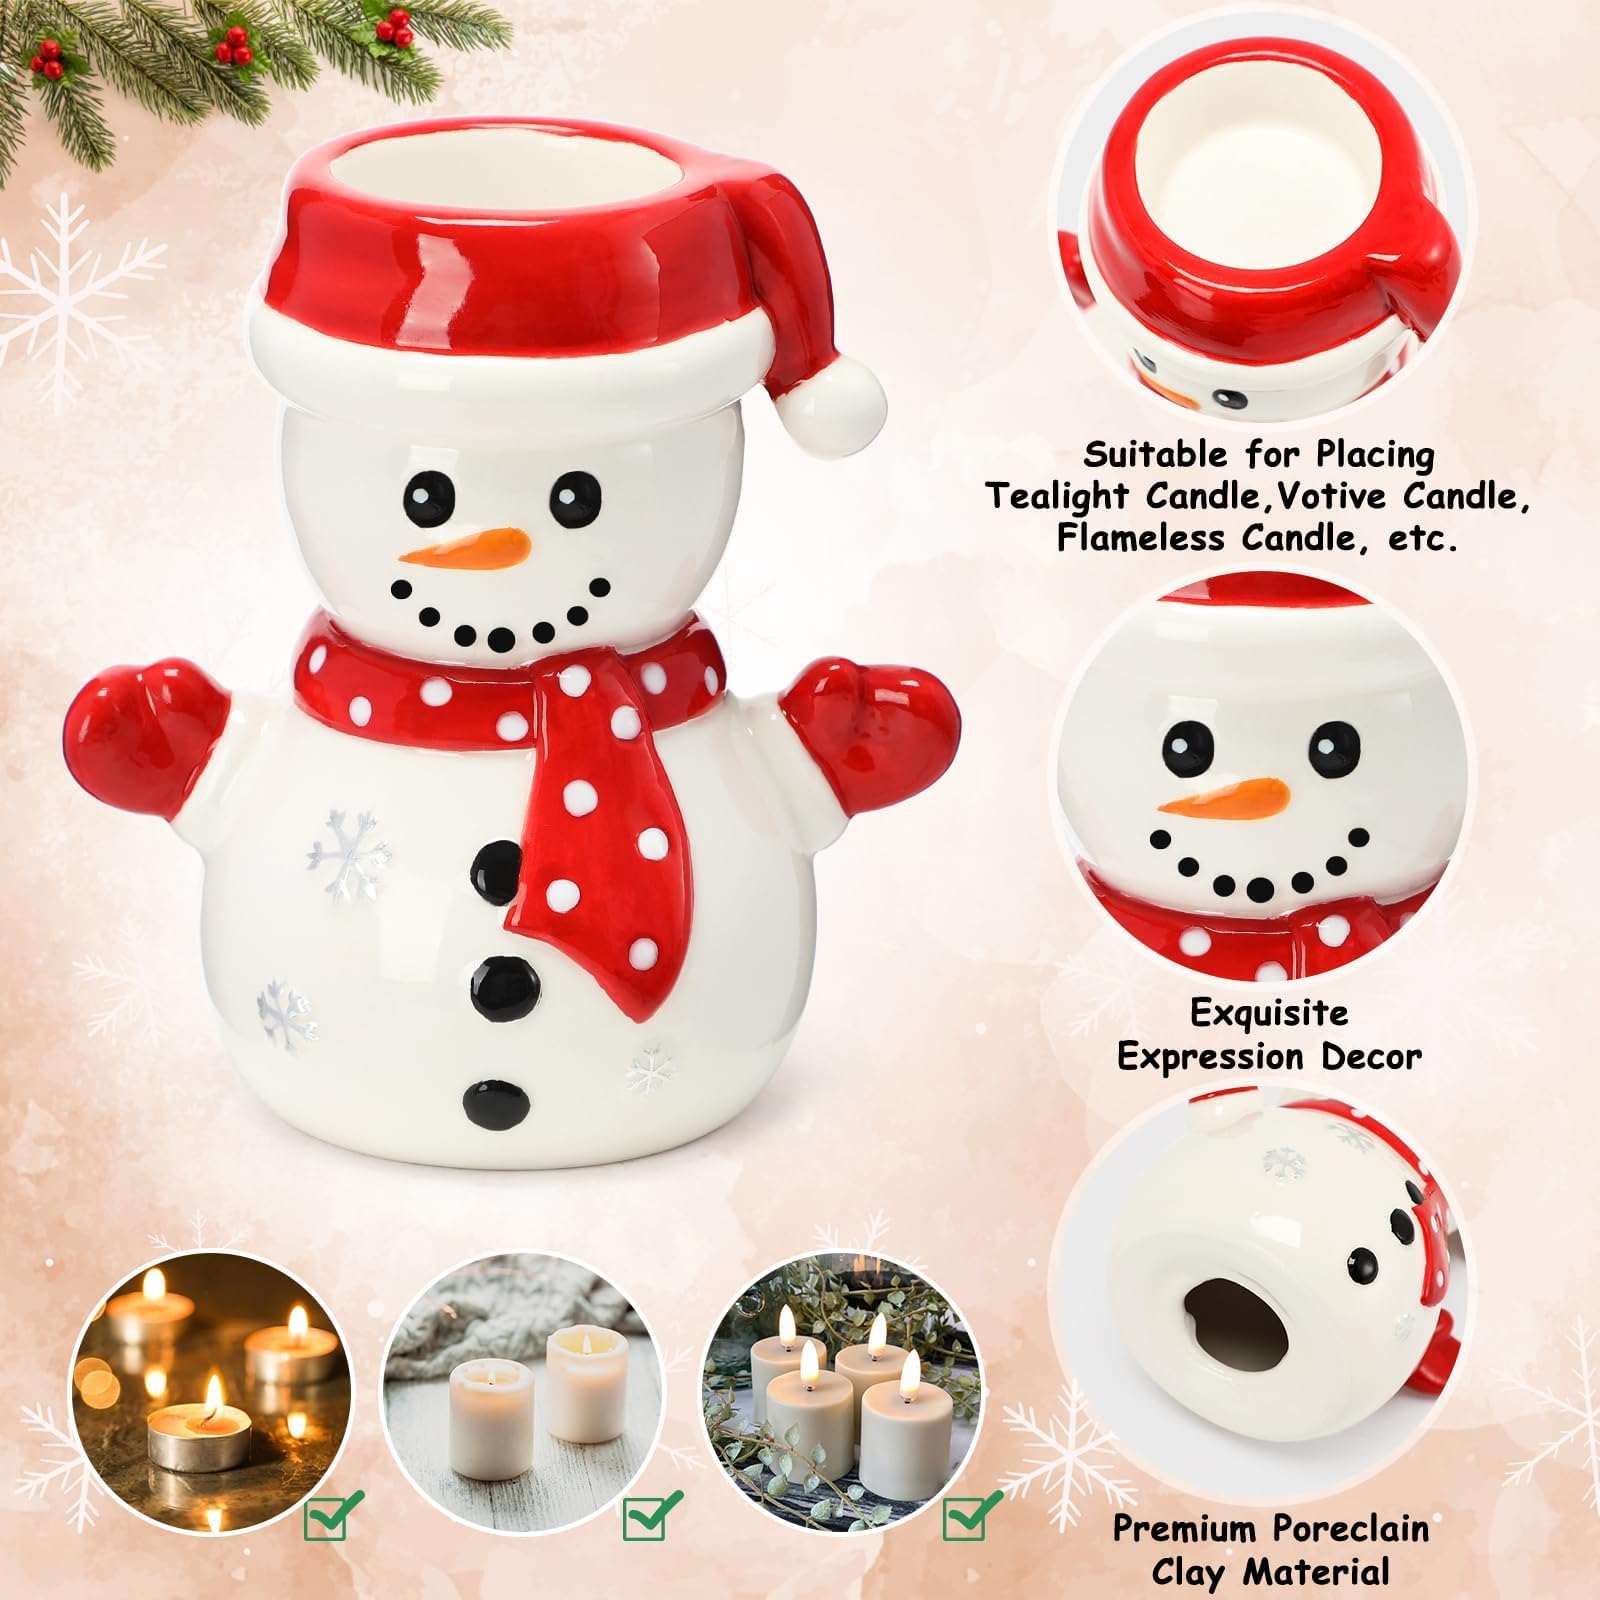 Suitable for Placing
Tealight Candle,Votive Candle,
Flameless Candle, etc.
Exquisite
Expression Decor
Premium Poreclain
Clay Material